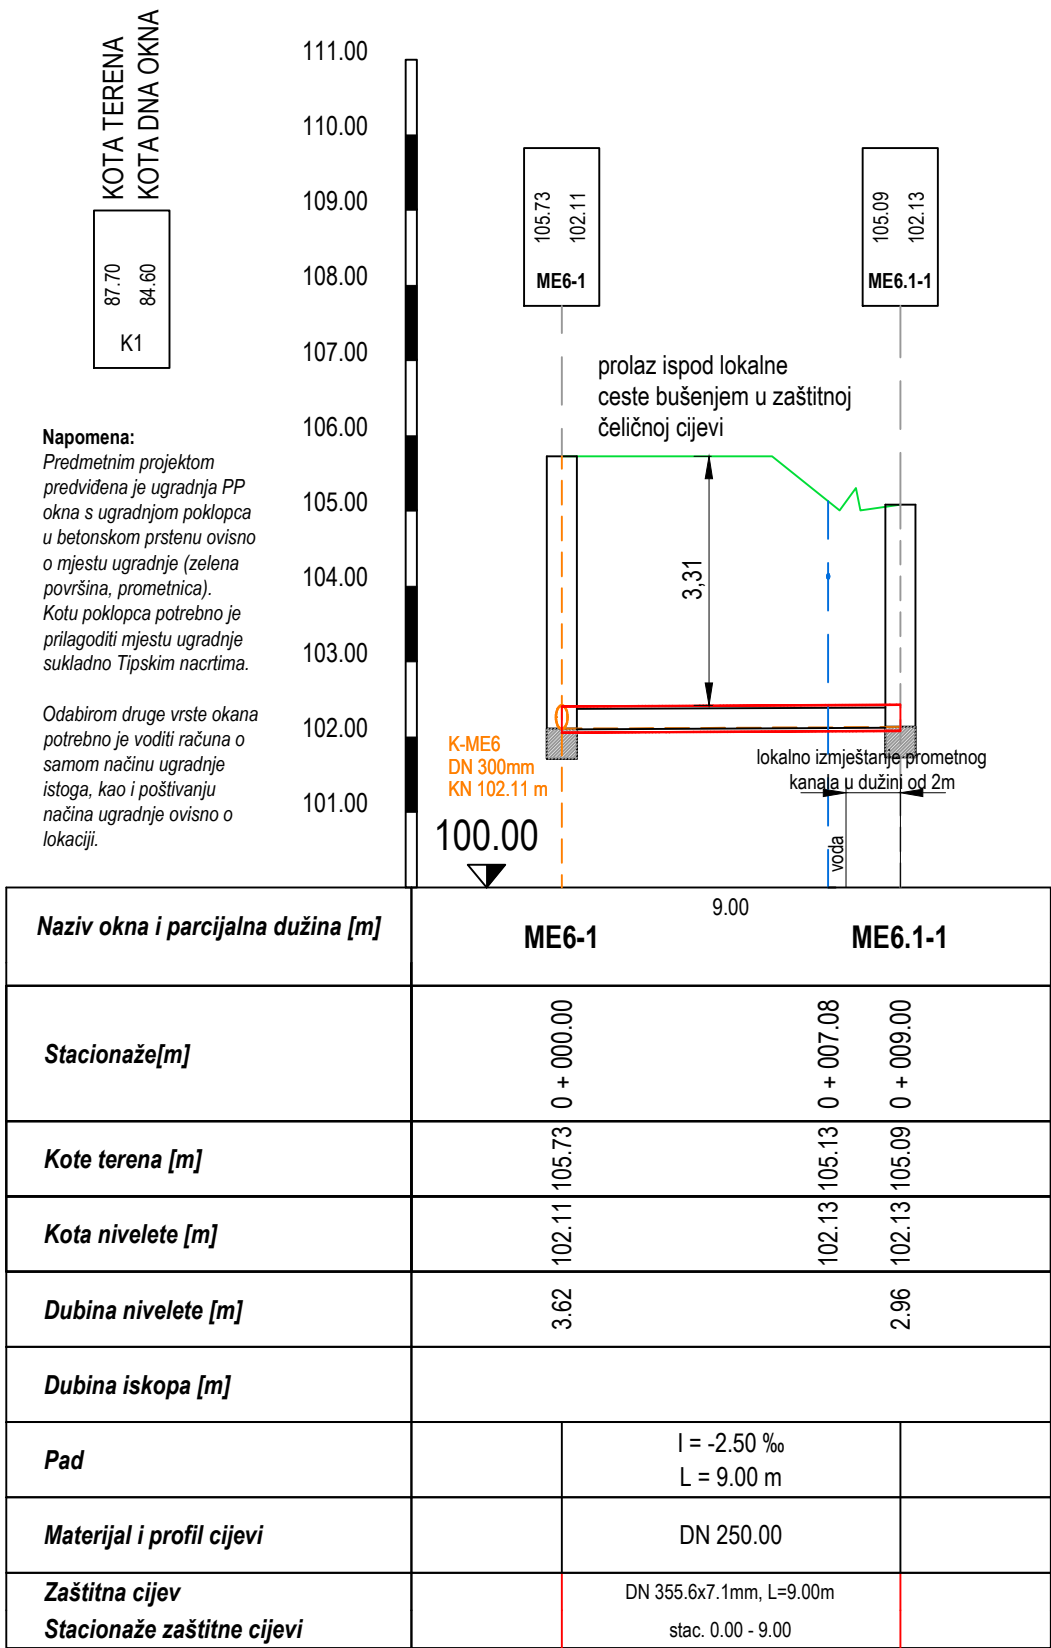 KOTA TERENA
KOTA DNA OKNA
87.70
84.60
K1
Napomena:
Predmetnim projektom
predviđena je ugradnja PP
okna s ugradnjom poklopca
u betonskom prstenu ovisno
o mjestu ugradnje (zelena
površina, prometnica).
Kotu poklopca potrebno je
prilagoditi mjestu ugradnje
sukladno Tipskim nacrtima.
Odabirom druge vrste okana
potrebno je voditi računa o
samom načinu ugradnje
istoga, kao i poštivanju
načina ugradnje ovisno o
lokaciji.
111.00
110.00
109.00
108.00
107.00
106.00
105.00
104.00
103.00
102.00
101.00
100.00
105.73
102.11
ME6-1
105.09
102.13
ME6.1-1
prolaz ispod lokalne
ceste bušenjem u zaštitnoj
čeličnoj cijevi
3,31
K-ME6
DN 300mm
KN 102.11 m
lokalno izmještanje prometnog
kanala u dužini od 2m
voda
Naziv okna i parcijalna dužina [m]
9.00
ME6-1
ME6.1-1
Stacionaže[m]
0 + 000.00
0 + 007.08
0 + 009.00
Kote terena [m]
105.73
105.13
105.09
Kota nivelete [m]
102.11
102.13
102.13
Dubina nivelete [m]
3.62
2.96
Dubina iskopa [m]
Pad
I = -2.50 ‰
L = 9.00 m
Materijal i profil cijevi
DN 250.00
Zaštitna cijev
DN 355.6x7.1mm, L=9.00m
Stacionaže zaštitne cijevi
stac. 0.00 - 9.00